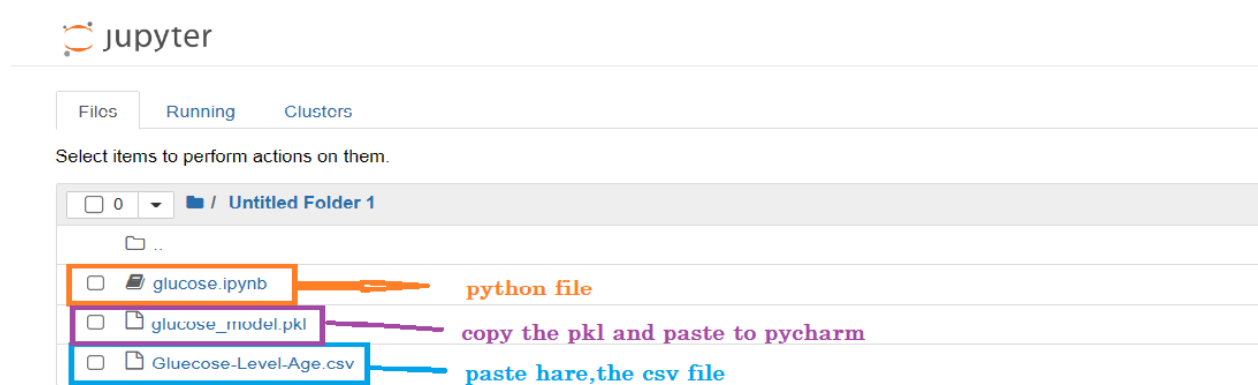 jupyter
Files Running Clusters
Select items to perform actions on them.
0 / Untitled Folder 1
..
glucose.ipynb python file
glucose_model.pkl copy the pkl and paste to pycharm
Gluecose-Level-Age.csv paste hare,the csv file